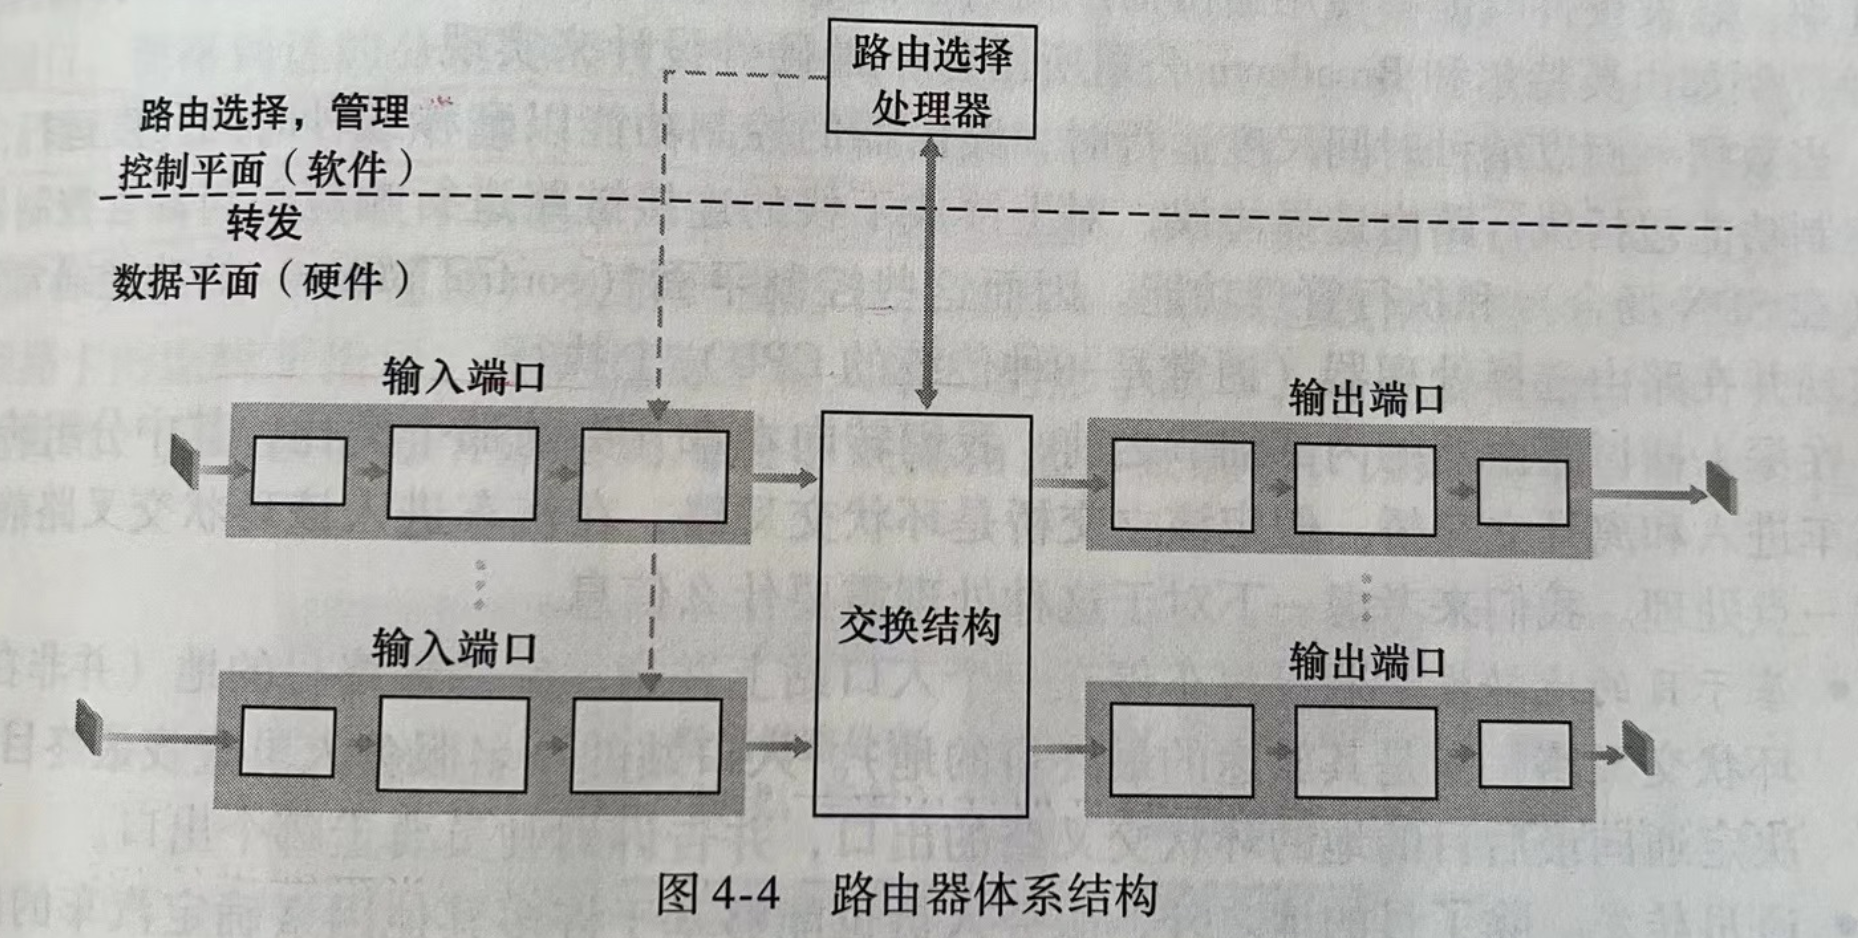 路由选择
处理器
路由选择，管理
控制平面（软件）
转发
数据平面（硬件）
输入端口
输出端口
交换结构
输入端口
输出端口
图 4-4 路由器体系结构